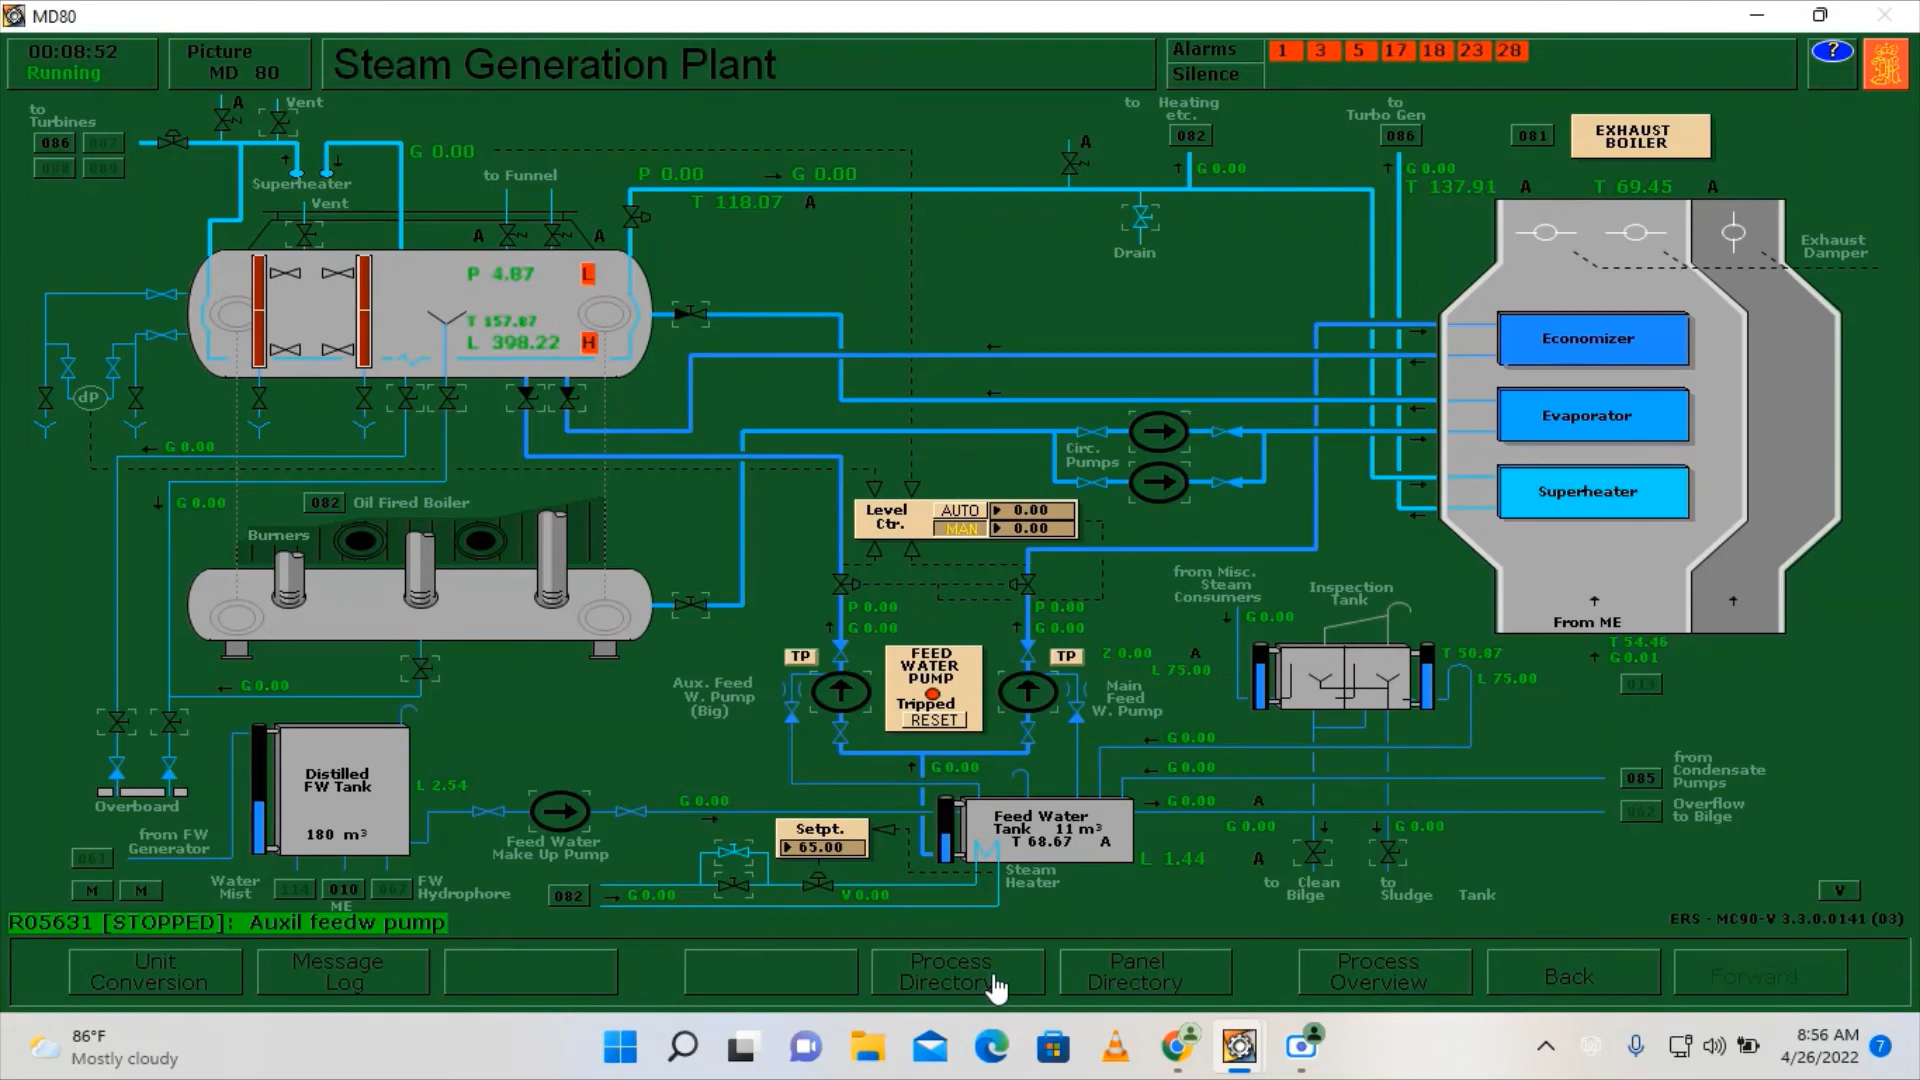 MD80
00:08:52
Running
Picture
MD 80
Steam Generation Plant
Alarms
Silence
1 3 5 17 18 23 28
?
to
Turbines
086
087
088
089
A
Vent
Superheater
Vent
G 0.00
to Funnel
A
A
P 0.00 → G 0.00
T 118.07 A
A
to Heating
etc.
082
G 0.00
Drain
to
Turbo Gen
086
G 0.00
T 137.91 A
081
EXHAUST
BOILER
T 69.45 A
Exhaust
Damper
P 4.87 L
T 157.87
L 398.22 H
dP
← G 0.00
↓ G 0.00
082 Oil Fired Boiler
Burners
← G 0.00
Circ.
Pumps
Level
Ctr.
AUTO 0.00
MAN 0.00
Economizer
Evaporator
Superheater
From ME
T 54.46
G 0.01
013
from Misc.
Steam
Consumers
G 0.00
Inspection
Tank
T 50.87
L 75.00
P 0.00
G 0.00
P 0.00
G 0.00
TP
TP
FEED
WATER
PUMP
Tripped
RESET
Z 0.00 A
L 75.00
Aux. Feed
W. Pump
(Big)
Main
Feed
W. Pump
G 0.00
← G 0.00
← G 0.00
→ G 0.00 A
from
Condensate
Pumps
085
Overflow
to Bilge
002
Distilled
FW Tank
180 m³
L 2.54
Overboard
from FW
Generator
061
M
M
Water
Mist
114
010
ME
067
FW
Hydrophore
Feed Water
Make Up Pump
G 0.00
→
Setpt.
65.00
Feed Water
Tank 11 m³
T 68.67 A
L 1.44 A
Steam
Heater
082
→ G 0.00
V 0.00
G 0.00
G 0.00
to Clean
Bilge
to
Sludge Tank
V
R05631 [STOPPED]: Auxil feedw pump
ERS - MC90-V 3.3.0.0141 (03)
Unit
Conversion
Message
Log
Process
Directory
Panel
Directory
Process
Overview
Back
Forward
86°F
Mostly cloudy
8:56 AM
4/26/2022
7